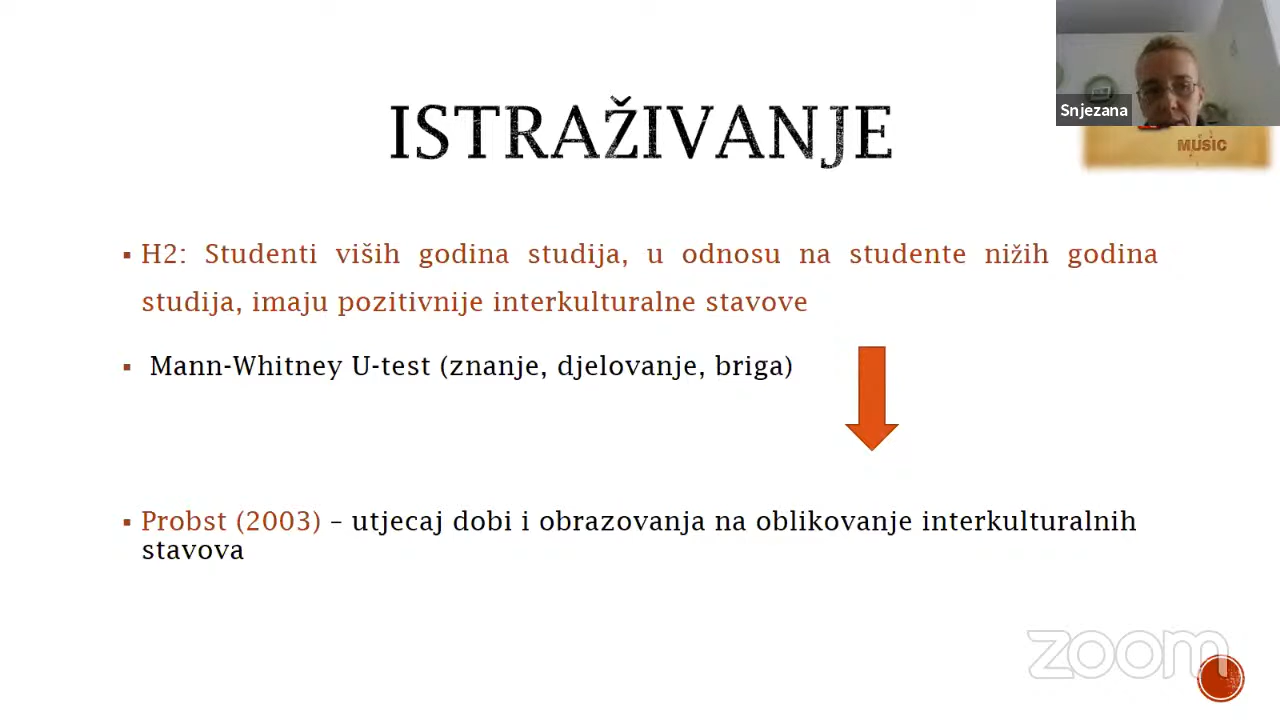 Snjezana
MUSIC
ISTRAŽIVANJE
▪ H2: Studenti viših godina studija, u odnosu na studente nižih godina
studija, imaju pozitivnije interkulturalne stavove
▪ Mann-Whitney U-test (znanje, djelovanje, briga)
▪ Probst (2003) – utjecaj dobi i obrazovanja na oblikovanje interkulturalnih
stavova
zoom